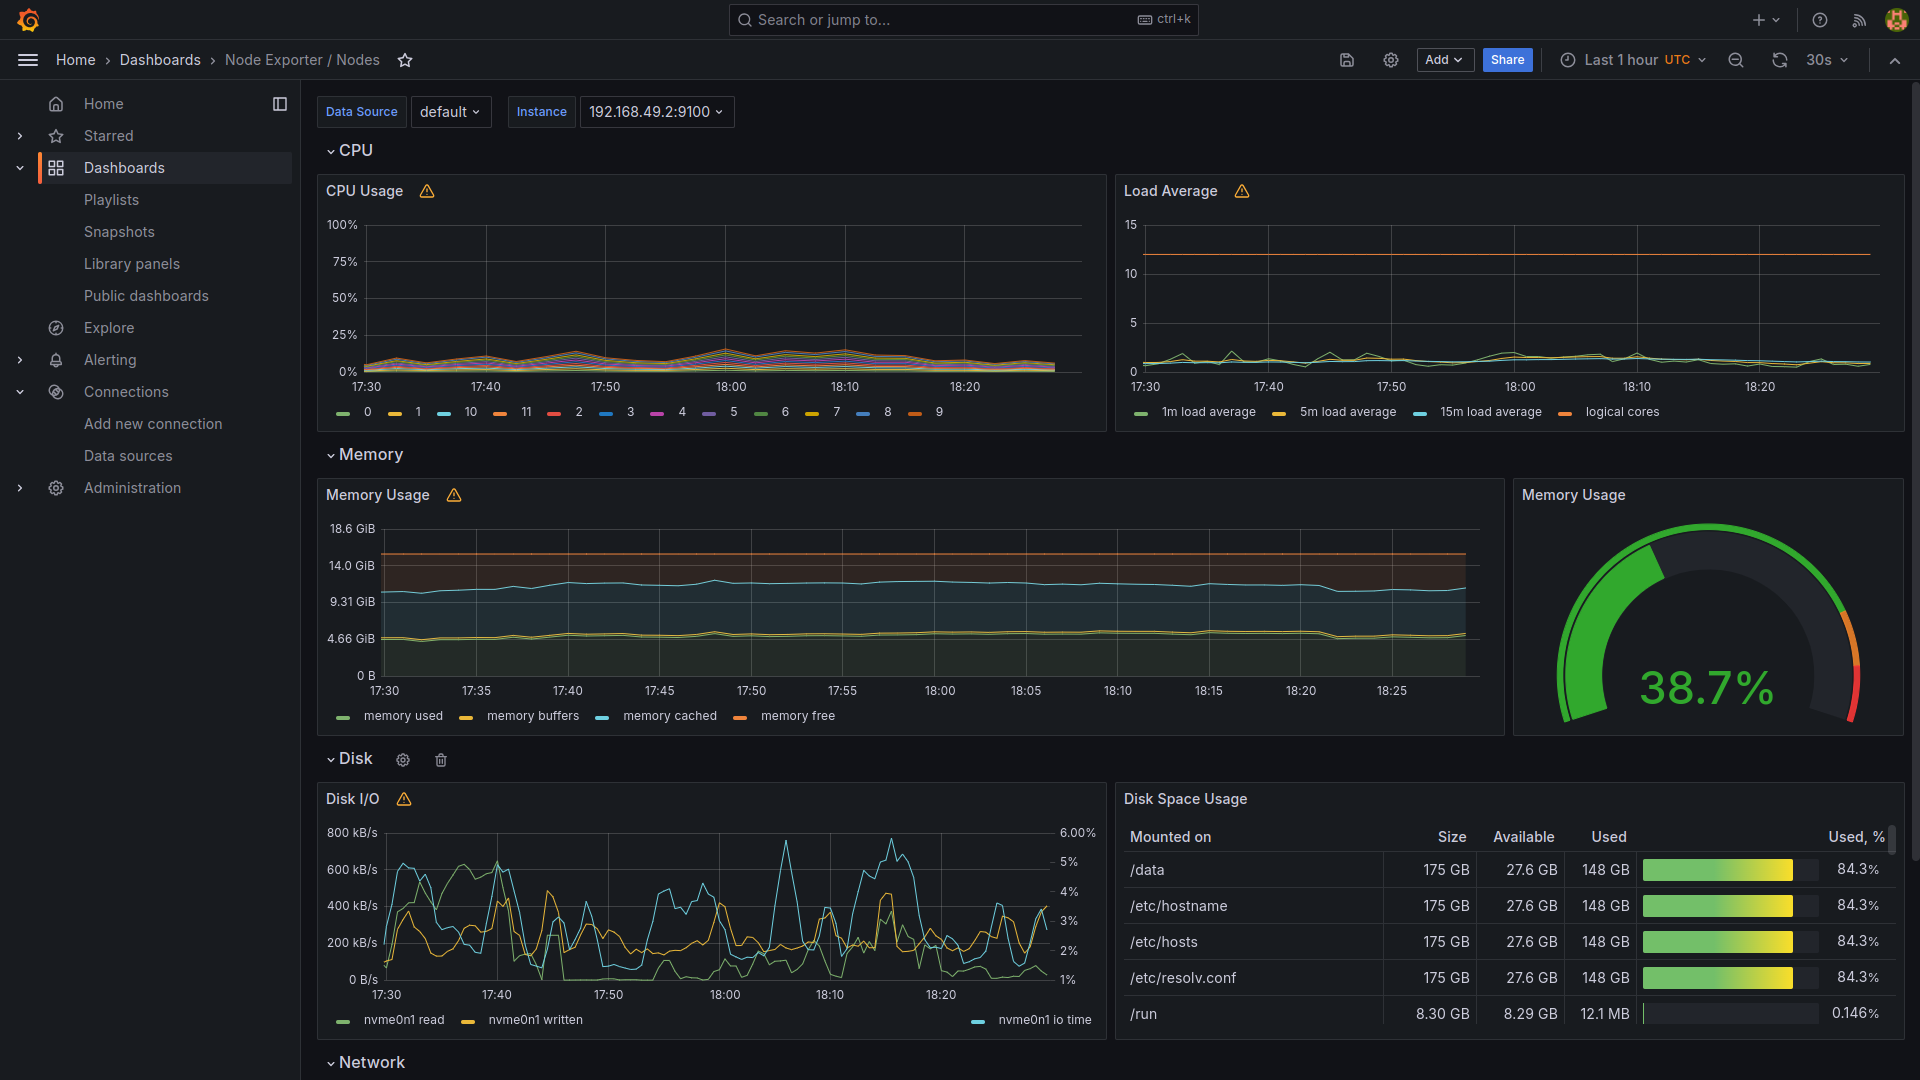 Search or jump to... ctrl+k
Home › Dashboards › Node Exporter / Nodes Add Share Last 1 hour UTC 30s
Home
Starred
Dashboards
Playlists
Snapshots
Library panels
Public dashboards
Explore
Alerting
Connections
Add new connection
Data sources
Administration
Data Source default Instance 192.168.49.2:9100
CPU
CPU Usage
100%
75%
50%
25%
0%
17:30 17:40 17:50 18:00 18:10 18:20
0 1 10 11 2 3 4 5 6 7 8 9
Load Average
15
10
5
0
17:30 17:40 17:50 18:00 18:10 18:20
1m load average 5m load average 15m load average logical cores
Memory
Memory Usage
18.6 GiB
14.0 GiB
9.31 GiB
4.66 GiB
0 B
17:30 17:35 17:40 17:45 17:50 17:55 18:00 18:05 18:10 18:15 18:20 18:25
memory used memory buffers memory cached memory free
Memory Usage
38.7%
Disk
Disk I/O
800 kB/s 6.00%
5%
600 kB/s
4%
400 kB/s
3%
200 kB/s
2%
0 B/s 1%
17:30 17:40 17:50 18:00 18:10 18:20
nvme0n1 read nvme0n1 written nvme0n1 io time
Disk Space Usage
Mounted on Size Available Used Used, %
/data 175 GB 27.6 GB 148 GB 84.3%
/etc/hostname 175 GB 27.6 GB 148 GB 84.3%
/etc/hosts 175 GB 27.6 GB 148 GB 84.3%
/etc/resolv.conf 175 GB 27.6 GB 148 GB 84.3%
/run 8.30 GB 8.29 GB 12.1 MB 0.146%
Network